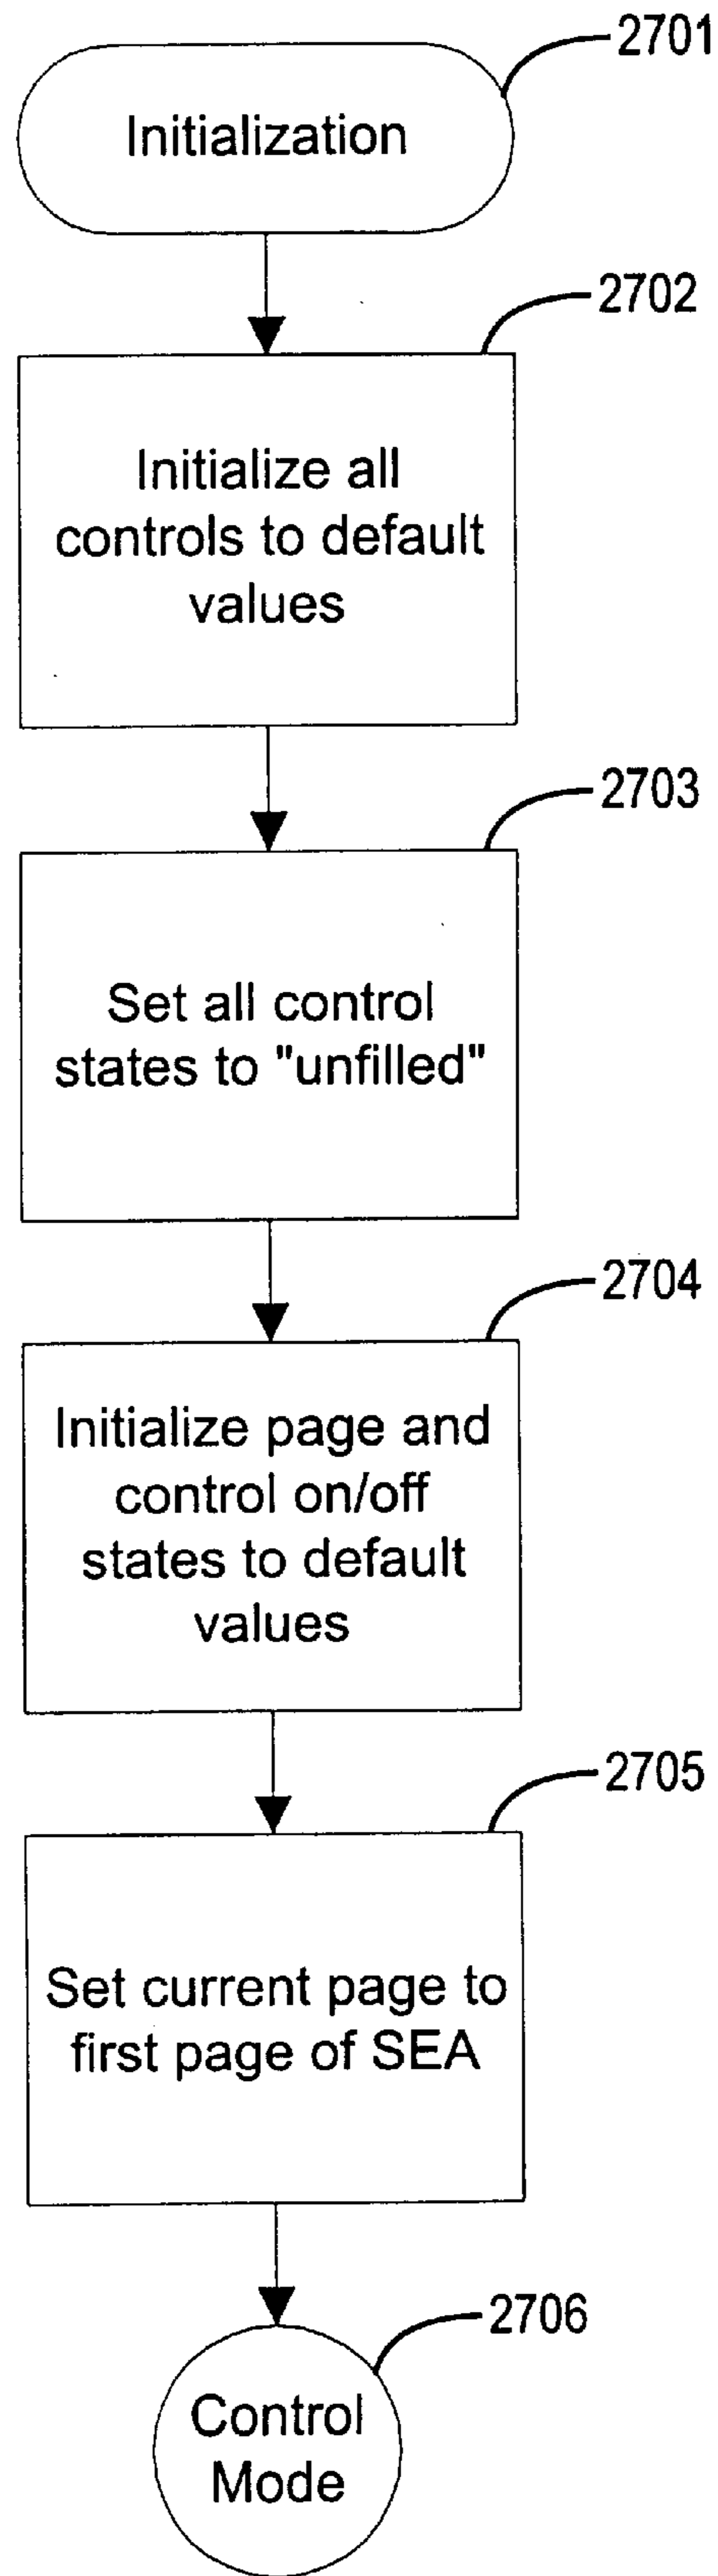 2701
Initialization
2702
Initialize all
controls to default
values
2703
Set all control
states to "unfilled"
2704
Initialize page and
control on/off
states to default
values
2705
Set current page to
first page of SEA
2706
Control
Mode